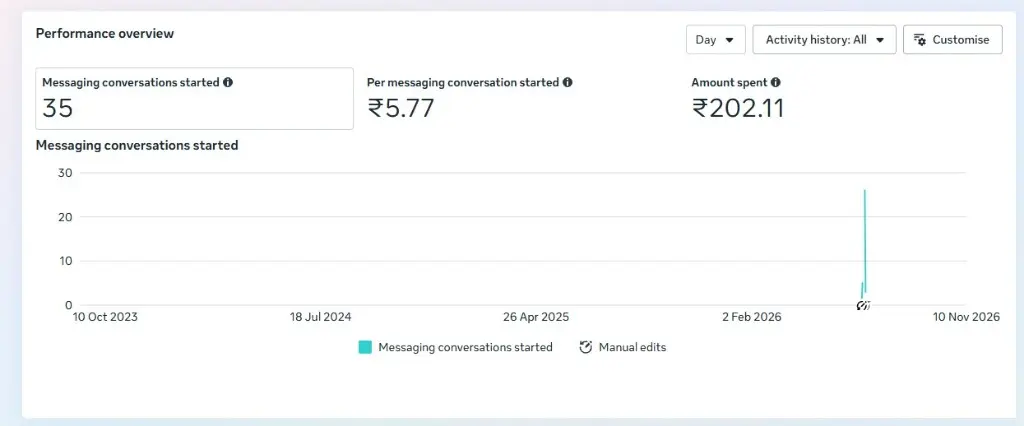 Performance overview
Day
Activity history: All
Customise
Messaging conversations started
35
Per messaging conversation started
₹5.77
Amount spent
₹202.11
Messaging conversations started
30
20
10
0
10 Oct 2023 18 Jul 2024 26 Apr 2025 2 Feb 2026 10 Nov 2026
Messaging conversations started Manual edits